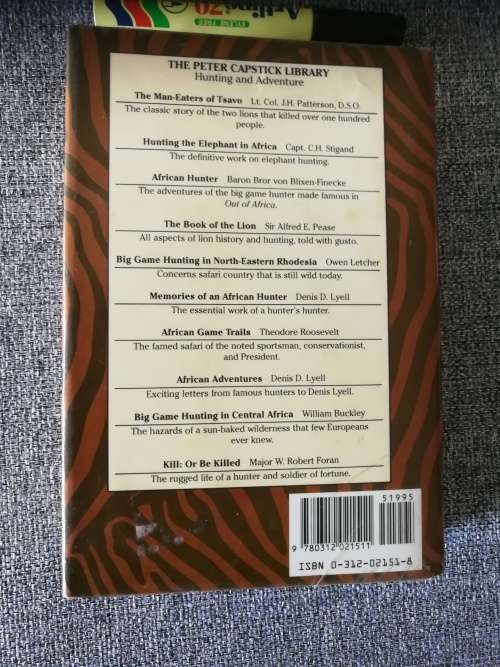 Artline 70
XYLENE FREE
THE PETER CAPSTICK LIBRARY
Hunting and Adventure
The Man-Eaters of Tsavo Lt. Col. J.H. Patterson, D.S.O.
The classic story of the two lions that killed over one hundred
people.
Hunting the Elephant in Africa Capt. C.H. Stigand
The definitive work on elephant hunting.
African Hunter Baron Bror von Blixen-Finecke
The adventures of the big game hunter made famous in
Out of Africa.
The Book of the Lion Sir Alfred E. Pease
All aspects of lion history and hunting, told with gusto.
Big Game Hunting in North-Eastern Rhodesia Owen Letcher
Concerns safari country that is still wild today.
Memories of an African Hunter Denis D. Lyell
The essential work of a hunter's hunter.
African Game Trails Theodore Roosevelt
The famed safari of the noted sportsman, conservationist,
and President.
African Adventures Denis D. Lyell
Exciting letters from famous hunters to Denis Lyell.
Big Game Hunting in Central Africa William Buckley
The hazards of a sun-baked wilderness that few Europeans
ever knew.
Kill: Or Be Killed Major W. Robert Foran
The rugged life of a hunter and soldier of fortune.
51995
9 780312 021511
ISBN 0-312-02151-8